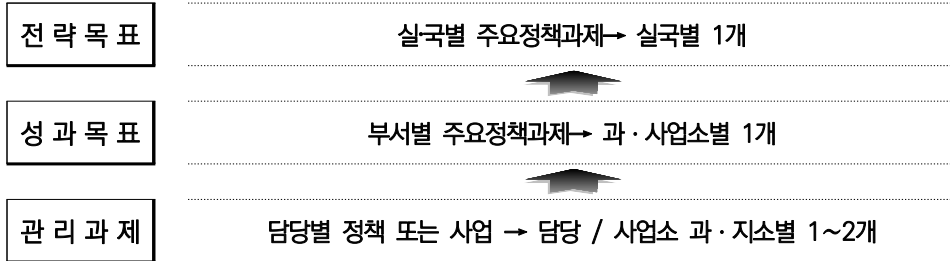 전 략 목 표
실·국별 주요정책과제→ 실국별 1개
성 과 목 표
부서별 주요정책과제→ 과 · 사업소별 1개
관 리 과 제
담당별 정책 또는 사업 → 담당 / 사업소 과 · 지소별 1~2개